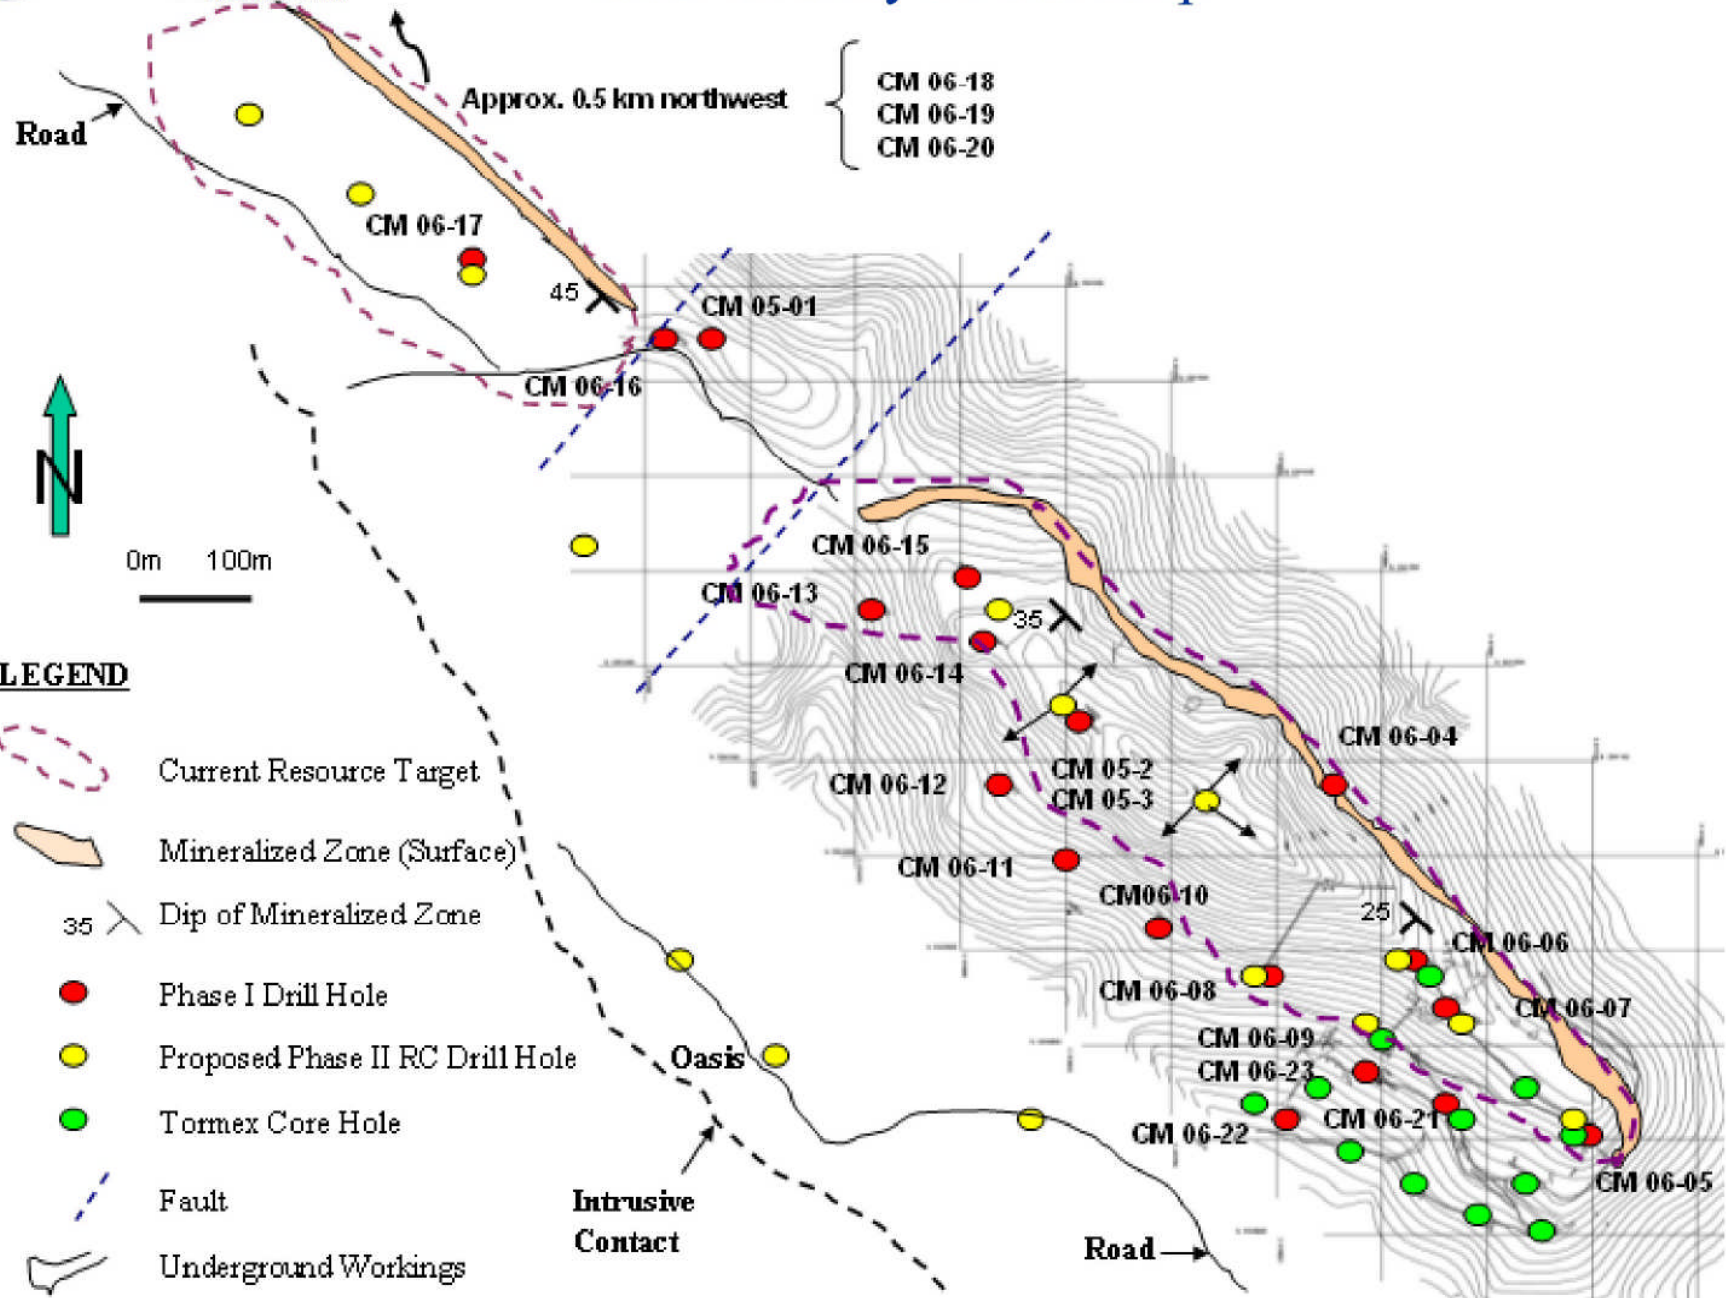 Approx. 0.5 km northwest
CM 06-18
CM 06-19
CM 06-20
Road
CM 06-17
45
CM 05-01
CM 06-16
N
0m 100m
CM 06-15
CM 06-13
35
CM 06-14
LEGEND
CM 06-04
Current Resource Target
CM 05-2
CM 05-3
CM 06-12
Mineralized Zone (Surface)
CM 06-11
CM06-10
35
Dip of Mineralized Zone
25
CM 06-06
Phase I Drill Hole
CM 06-08
CM 06-07
CM 06-09
Proposed Phase II RC Drill Hole
Oasis
CM 06-23
Tormex Core Hole
CM 06-21
CM 06-22
CM 06-05
Fault
Intrusive
Contact
Road
Underground Workings